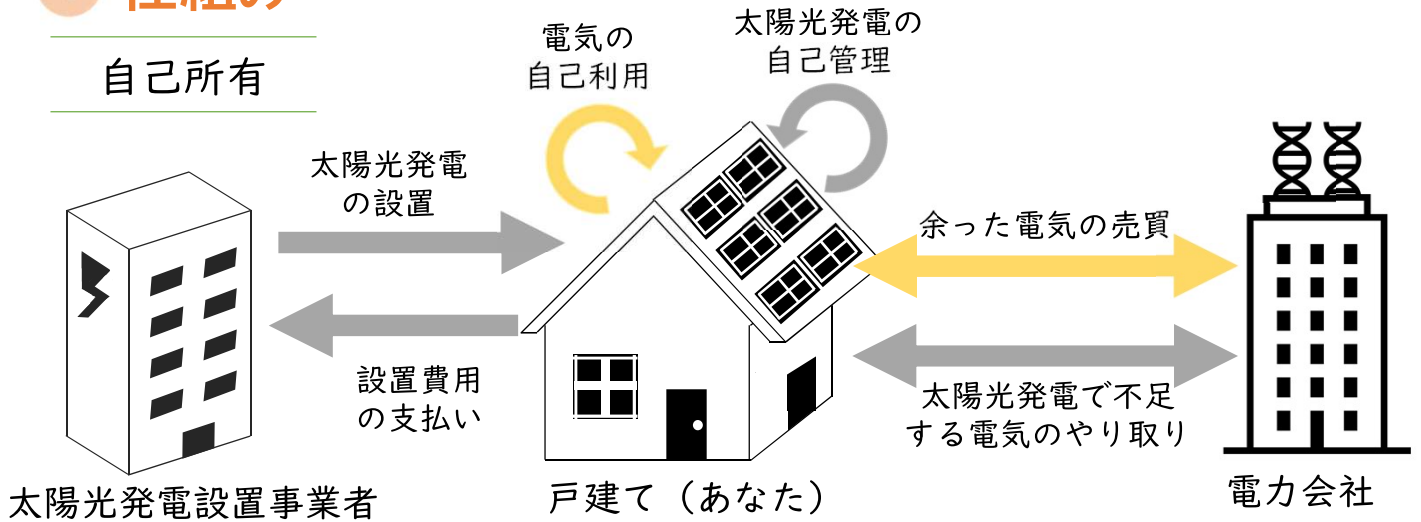 仕組み
自己所有
電気の
自己利用
太陽光発電の
自己管理
太陽光発電
の設置
設置費用
の支払い
余った電気の売買
太陽光発電で不足
する電気のやり取り
太陽光発電設置事業者
戸建て（あなた）
電力会社